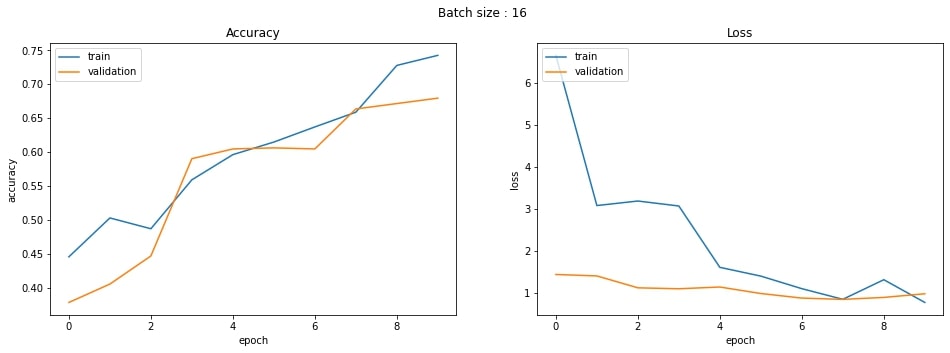 Batch size : 16
Accuracy
train
validation
0.75
0.70
0.65
0.60
0.55
0.50
0.45
0.40
accuracy
0 2 4 6 8
epoch
Loss
train
validation
6
5
4
3
2
1
loss
0 2 4 6 8
epoch